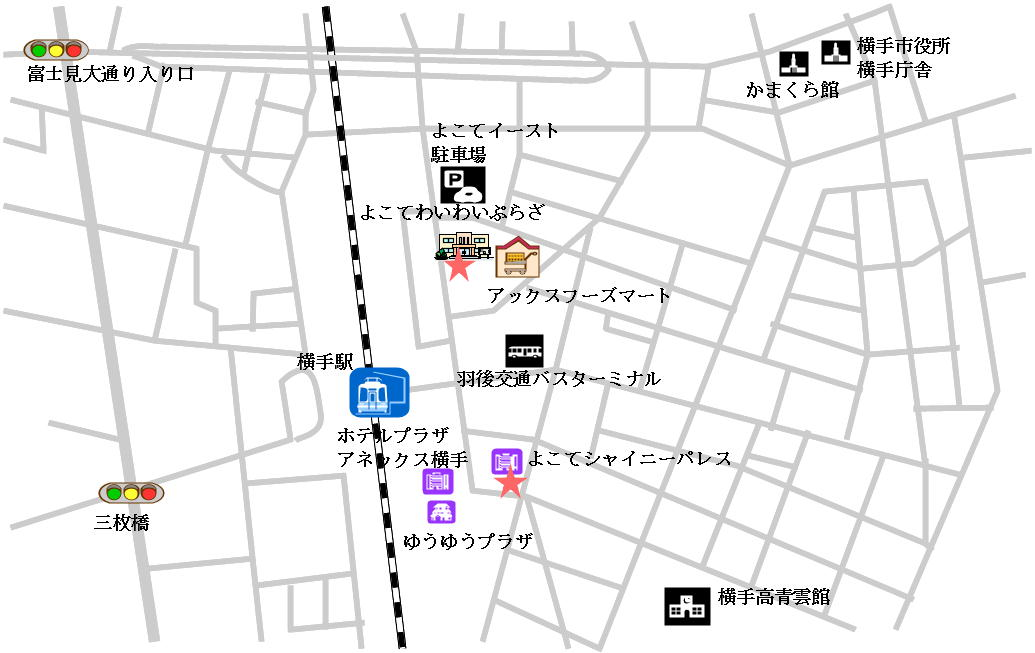 富士見大通り入り口
横手市役所
横手庁舎
かまくら館
よこてイースト
駐車場
P
よこてわいわいぷらざ
アックスフーズマート
横手駅
羽後交通バスターミナル
ホテルプラザ
アネックス横手
よこてシャイニーパレス
三枚橋
ゆうゆうプラザ
横手高青雲館